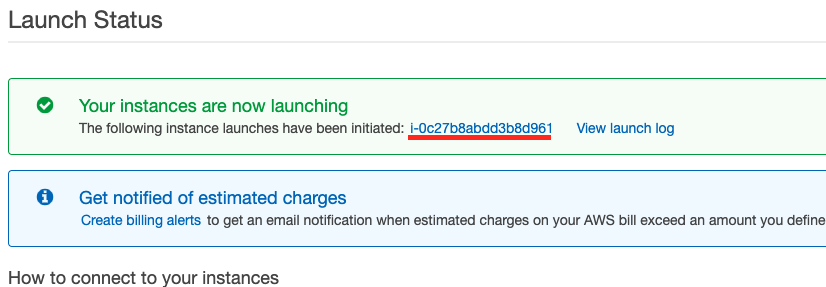 Launch Status
Your instances are now launching
The following instance launches have been initiated: i-0c27b8abdd3b8d961 View launch log
Get notified of estimated charges
Create billing alerts to get an email notification when estimated charges on your AWS bill exceed an amount you define
How to connect to your instances